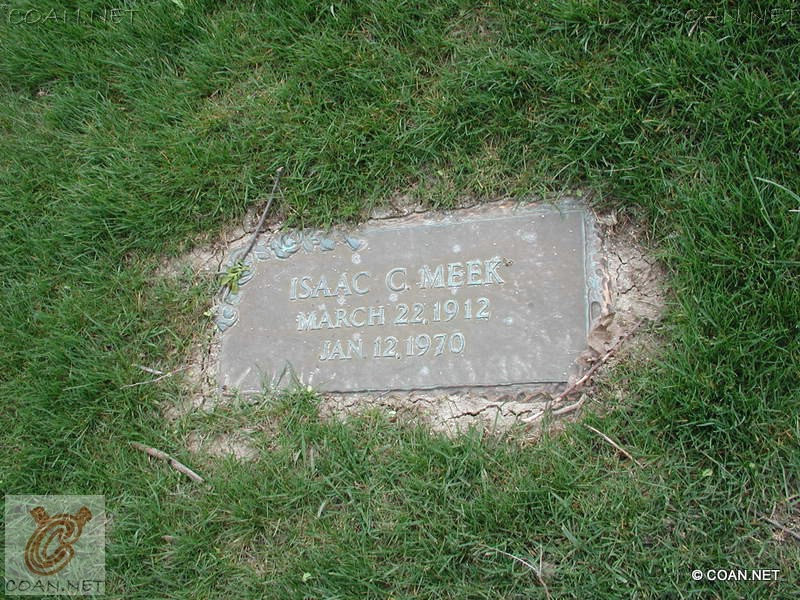 COAN.NET COAN.NET
ISAAC C. MEEK
MARCH 22, 1912
JAN 12, 1970
COAN.NET
© COAN.NET